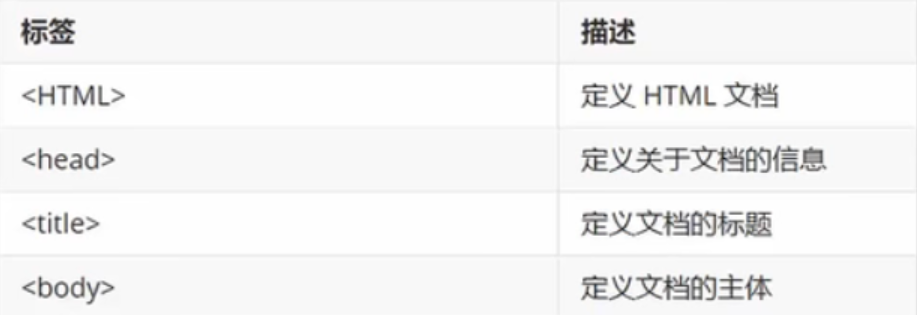 标签 描述
<HTML> 定义 HTML 文档
<head> 定义关于文档的信息
<title> 定义文档的标题
<body> 定义文档的主体